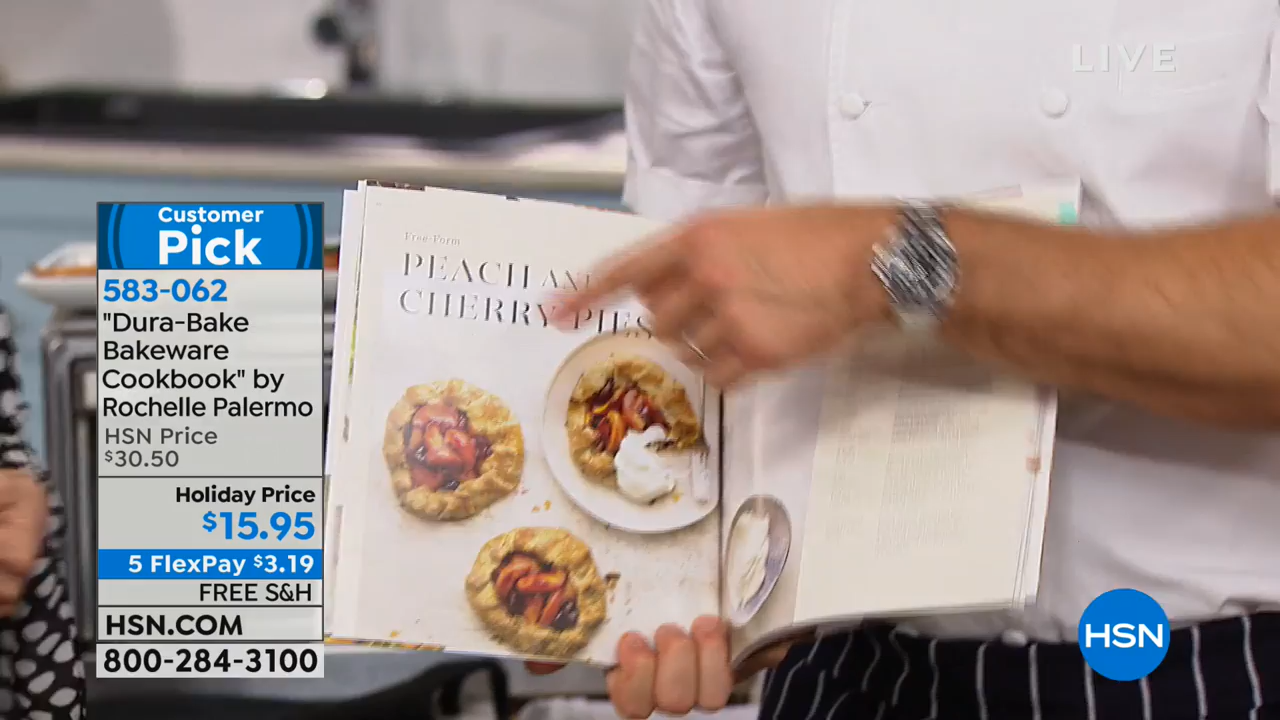 LIVE
Customer
Pick
583-062
"Dura-Bake
Bakeware
Cookbook" by
Rochelle Palermo
HSN Price
$30.50
Holiday Price
$15.95
5 FlexPay $3.19
FREE S&H
HSN.COM
800-284-3100
Free-Form
PEACH AND
CHERRY PIES
HSN